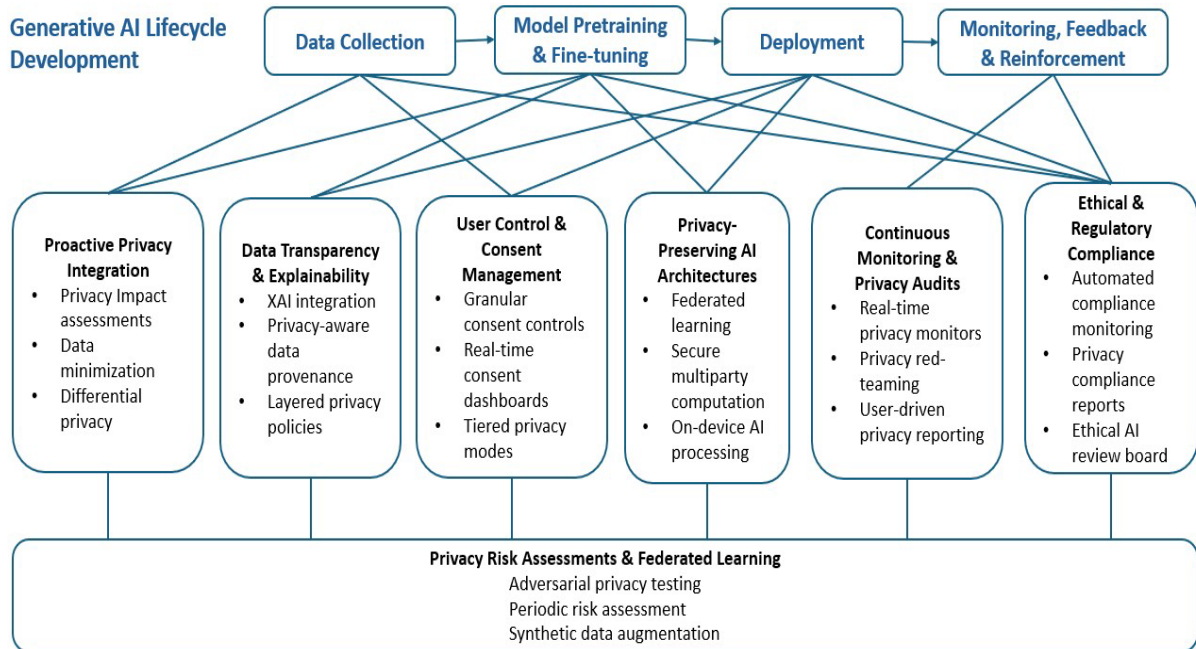 Generative AI Lifecycle
Development
Data Collection
Model Pretraining
& Fine-tuning
Deployment
Monitoring, Feedback
& Reinforcement
Proactive Privacy
Integration
• Privacy Impact
assessments
• Data
minimization
• Differential
privacy
Data Transparency
& Explainability
• XAI integration
• Privacy-aware
data
provenance
• Layered privacy
policies
User Control &
Consent
Management
• Granular
consent controls
• Real-time
consent
dashboards
• Tiered privacy
modes
Privacy-
Preserving AI
Architectures
• Federated
learning
• Secure
multiparty
computation
• On-device AI
processing
Continuous
Monitoring &
Privacy Audits
• Real-time
privacy monitors
• Privacy red-
teaming
• User-driven
privacy reporting
Ethical &
Regulatory
Compliance
• Automated
compliance
monitoring
• Privacy
compliance
reports
• Ethical AI
review board
Privacy Risk Assessments & Federated Learning
Adversarial privacy testing
Periodic risk assessment
Synthetic data augmentation